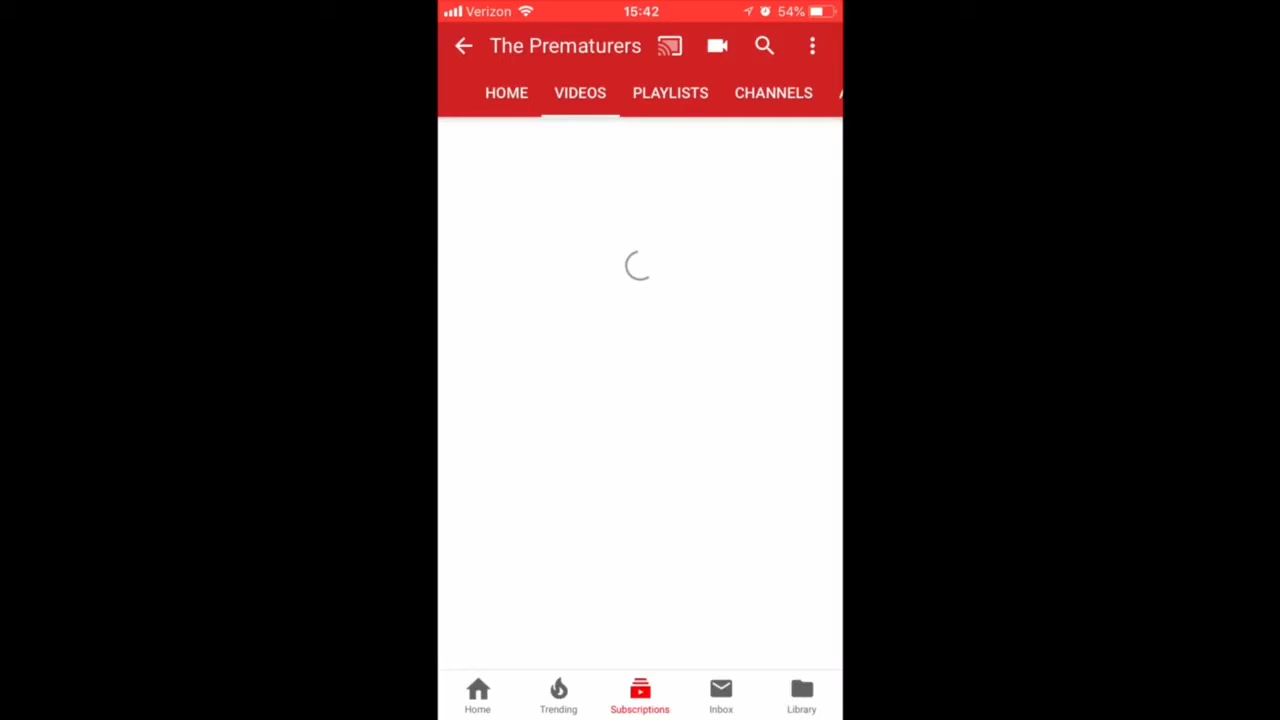 Verizon 15:42 54%
The Prematurers
HOME VIDEOS PLAYLISTS CHANNELS
Home Trending Subscriptions Inbox Library